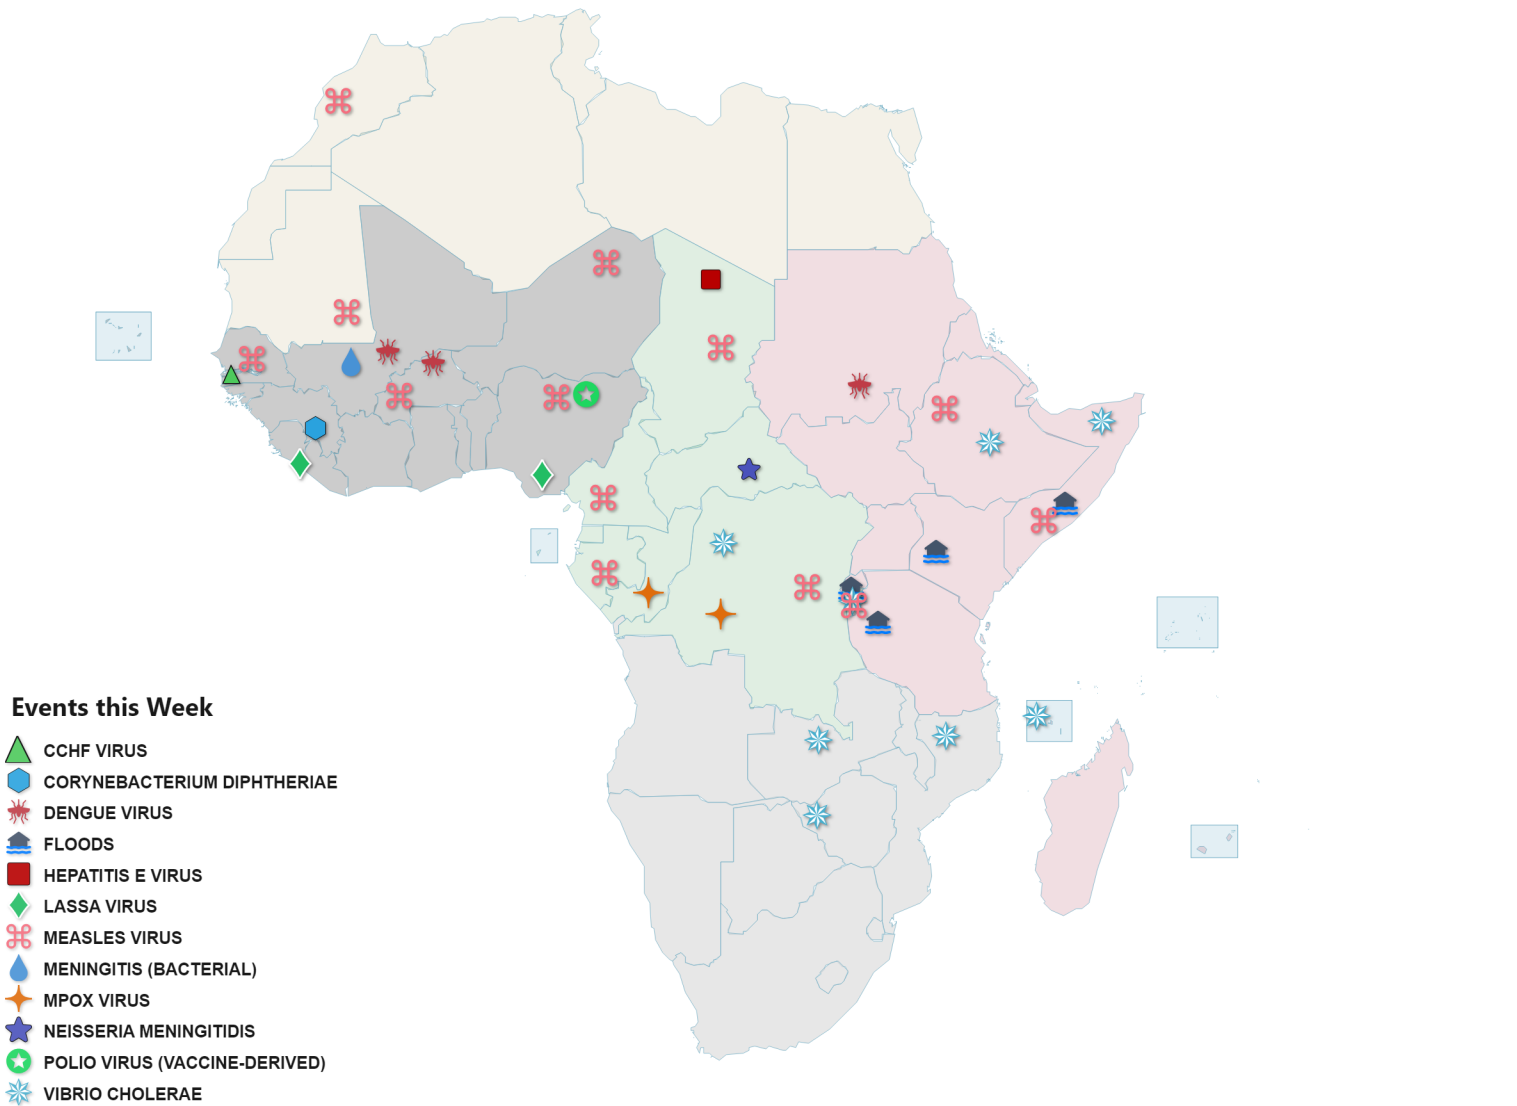 Events this Week
CCHF VIRUS
CORYNEBACTERIUM DIPHTHERIAE
DENGUE VIRUS
FLOODS
HEPATITIS E VIRUS
LASSA VIRUS
MEASLES VIRUS
MENINGITIS (BACTERIAL)
MPOX VIRUS
NEISSERIA MENINGITIDIS
POLIO VIRUS (VACCINE-DERIVED)
VIBRIO CHOLERAE